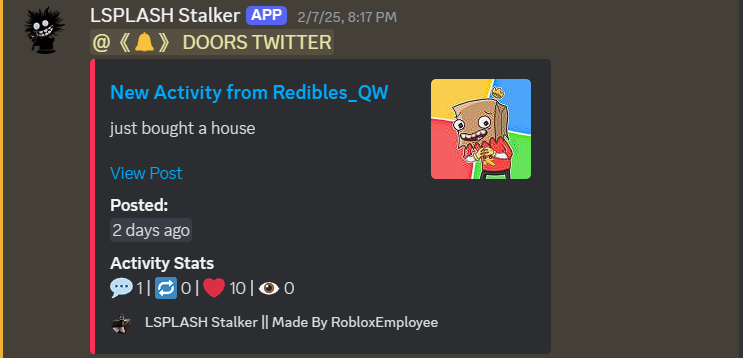 LSPLASH Stalker APP 2/7/25, 8:17 PM
@《🔔》 DOORS TWITTER
New Activity from Redibles_QW
just bought a house
View Post
Posted:
2 days ago
Activity Stats
💬 1 | 🔁 0 | ❤️ 10 | 👁️ 0
LSPLASH Stalker || Made By RobloxEmployee